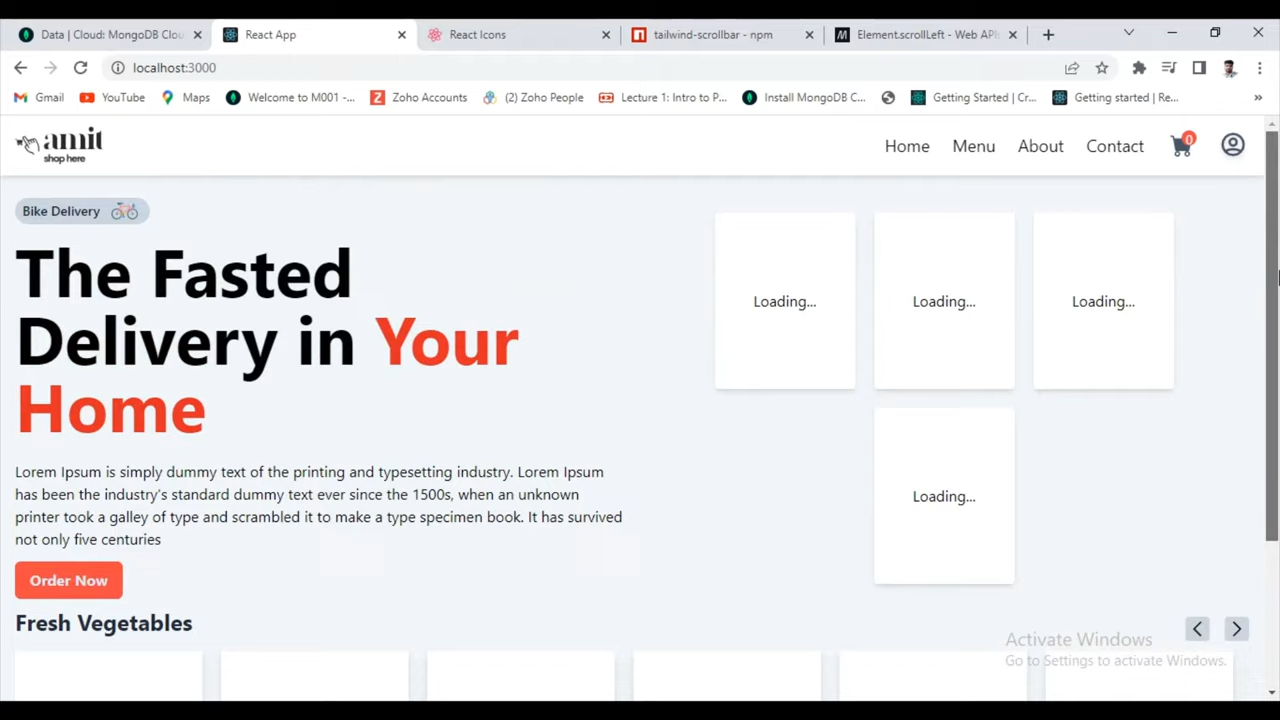 Data | Cloud: MongoDB Clou
React App
React Icons
tailwind-scrollbar - npm
Element.scrollLeft - Web API
localhost:3000
Gmail
YouTube
Maps
Welcome to M001 -...
Zoho Accounts
(2) Zoho People
Lecture 1: Intro to P...
Install MongoDB C...
Getting Started | Cr...
Getting started | Re...
amit
shop here
Home
Menu
About
Contact
0
Bike Delivery
The Fasted
Delivery in Your
Home
Lorem Ipsum is simply dummy text of the printing and typesetting industry. Lorem Ipsum
has been the industry's standard dummy text ever since the 1500s, when an unknown
printer took a galley of type and scrambled it to make a type specimen book. It has survived
not only five centuries
Order Now
Loading...
Loading...
Loading...
Loading...
Fresh Vegetables
Activate Windows
Go to Settings to activate Windows.